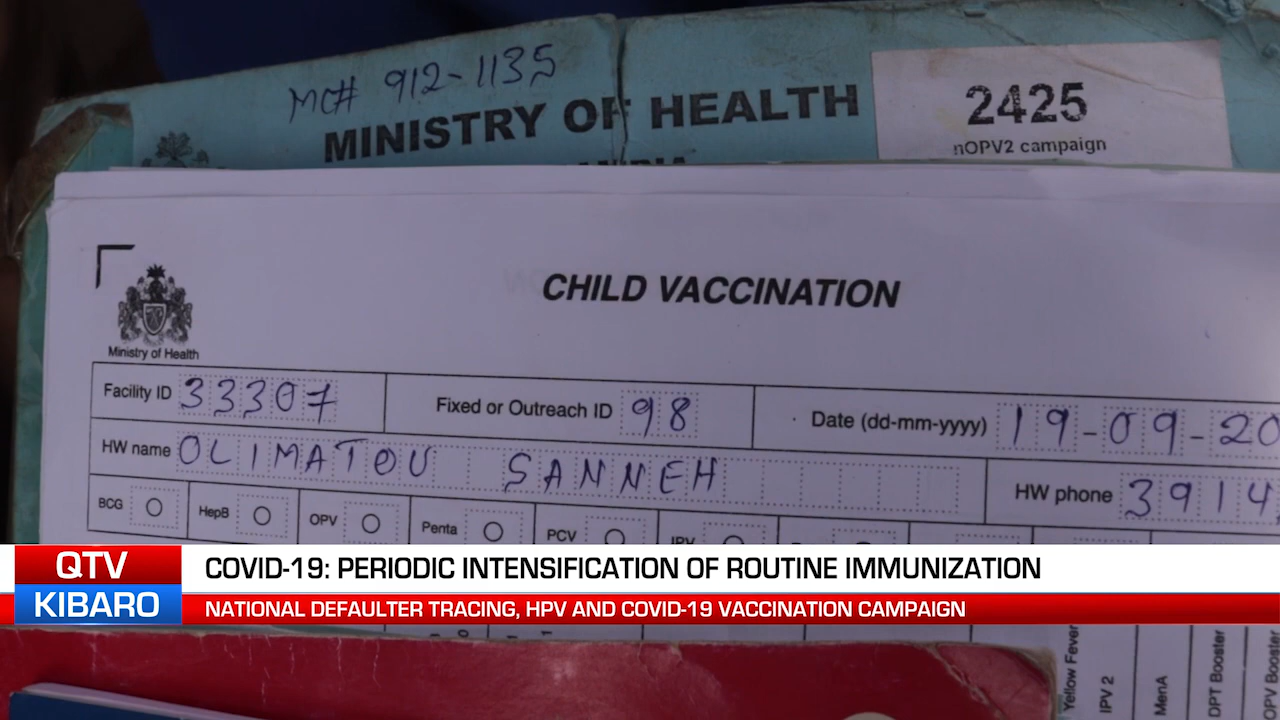 MC# 912-1135
MINISTRY OF HEALTH
2425
nOPV2 campaign
CHILD VACCINATION
Ministry of Health
Facility ID 33307 Fixed or Outreach ID 98 Date (dd-mm-yyyy) 19-09-20
HW name OLIMATOU SANNEH HW phone 3914
BCG HepB OPV Penta PCV IPV
QTV
KIBARO
COVID-19: PERIODIC INTENSIFICATION OF ROUTINE IMMUNIZATION
NATIONAL DEFAULTER TRACING, HPV AND COVID-19 VACCINATION CAMPAIGN
Yellow Fever
IPV 2
MenA
DPT Booster
OPV Booster